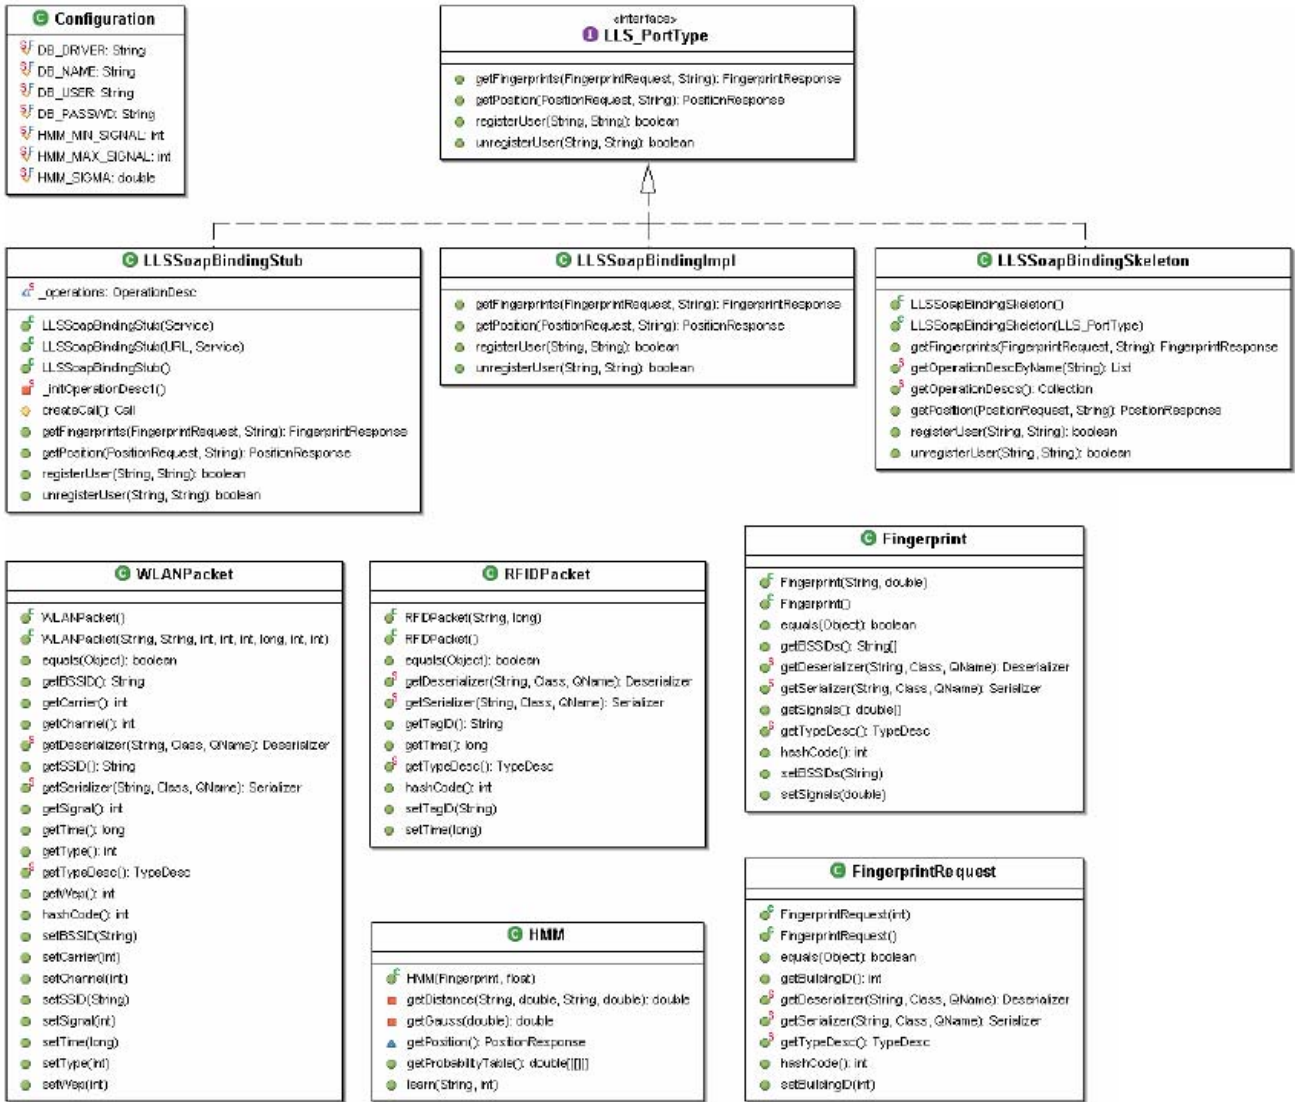 Configuration
DB_DRIVER: String
DB_NAME: String
DB_USER: String
DB_PASSWD: String
HMM_MIN_SIGNAL: int
HMM_MAX_SIGNAL: int
HMM_SIGMA: double
«interface»
LLS_PortType
getFingerprints(FingerprintRequest, String): FingerprintResponse
getPosition(PositionRequest, String): PositionResponse
registerUser(String, String): boolean
unregisterUser(String, String): boolean
LLSSoapBindingStub
_operations: OperationDesc
LLSSoapBindingStub(Service)
LLSSoapBindingStub(URL, Service)
LLSSoapBindingStub()
_initOperationDesc1()
createCall(): Call
getFingerprints(FingerprintRequest, String): FingerprintResponse
getPosition(PositionRequest, String): PositionResponse
registerUser(String, String): boolean
unregisterUser(String, String): boolean
LLSSoapBindingImpl
getFingerprints(FingerprintRequest, String): FingerprintResponse
getPosition(PositionRequest, String): PositionResponse
registerUser(String, String): boolean
unregisterUser(String, String): boolean
LLSSoapBindingSkeleton
LLSSoapBindingSkeleton()
LLSSoapBindingSkeleton(LLS_PortType)
getFingerprints(FingerprintRequest, String): FingerprintResponse
getOperationDescByName(String): List
getOperationDescs(): Collection
getPosition(PositionRequest, String): PositionResponse
registerUser(String, String): boolean
unregisterUser(String, String): boolean
WLANPacket
WLANPacket()
WLANPacket(String, String, int, int, int, long, int, int)
equals(Object): boolean
getBSSID(): String
getCarrier(): int
getChannel(): int
getDeserializer(String, Class, QName): Deserializer
getSSID(): String
getSerializer(String, Class, QName): Serializer
getSignal(): int
getTime(): long
getType(): int
getTypeDesc(): TypeDesc
getWep(): int
hashCode(): int
setBSSID(String)
setCarrier(int)
setChannel(int)
setSSID(String)
setSignal(int)
setTime(long)
setType(int)
setWep(int)
RFIDPacket
RFIDPacket(String, long)
RFIDPacket()
equals(Object): boolean
getDeserializer(String, Class, QName): Deserializer
getSerializer(String, Class, QName): Serializer
getTagID(): String
getTime(): long
getTypeDesc(): TypeDesc
hashCode(): int
setTagID(String)
setTime(long)
HMM
HMM(Fingerprint, float)
getDistance(String, double, String, double): double
getGauss(double): double
getPosition(): PositionResponse
getProbabilityTable(): double[][][]
learn(String, int)
Fingerprint
Fingerprint(String, double)
Fingerprint()
equals(Object): boolean
getBSSIDs(): String[]
getDeserializer(String, Class, QName): Deserializer
getSerializer(String, Class, QName): Serializer
getSignals(): double[]
getTypeDesc(): TypeDesc
hashCode(): int
setBSSIDs(String)
setSignals(double)
FingerprintRequest
FingerprintRequest(int)
FingerprintRequest()
equals(Object): boolean
getBuildingID(): int
getDeserializer(String, Class, QName): Deserializer
getSerializer(String, Class, QName): Serializer
getTypeDesc(): TypeDesc
hashCode(): int
setBuildingID(int)